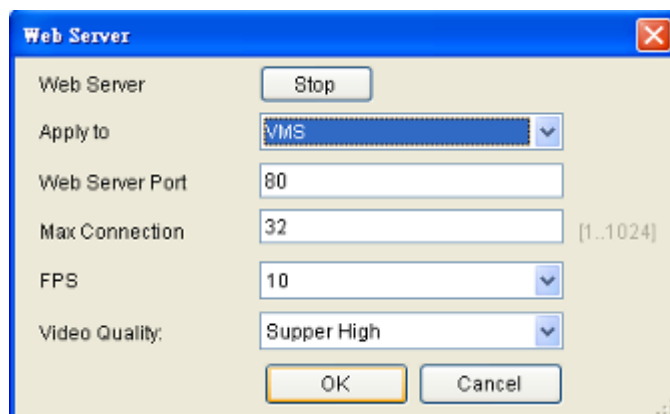 Web Server
Web Server Stop
Apply to VMS
Web Server Port 80
Max Connection 32 [1..1024]
FPS 10
Video Quality: Supper High
OK Cancel